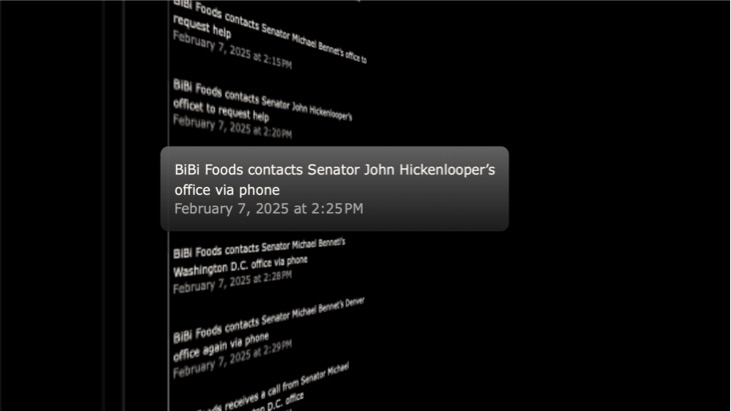 BiBi Foods contacts Senator Michael Bennet's office to
request help
February 7, 2025 at 2:15PM
BiBi Foods contacts Senator John Hickenlooper's
officet to request help
February 7, 2025 at 2:20PM
BiBi Foods contacts Senator John Hickenlooper's
office via phone
February 7, 2025 at 2:25PM
BiBi Foods contacts Senator Michael Bennet's
Washington D.C. office via phone
February 7, 2025 at 2:28PM
BiBi Foods contacts Senator Michael Bennet's Denver
office again via phone
February 7, 2025 at 2:29PM
Foods receives a call from Senator Michael
D.C. office